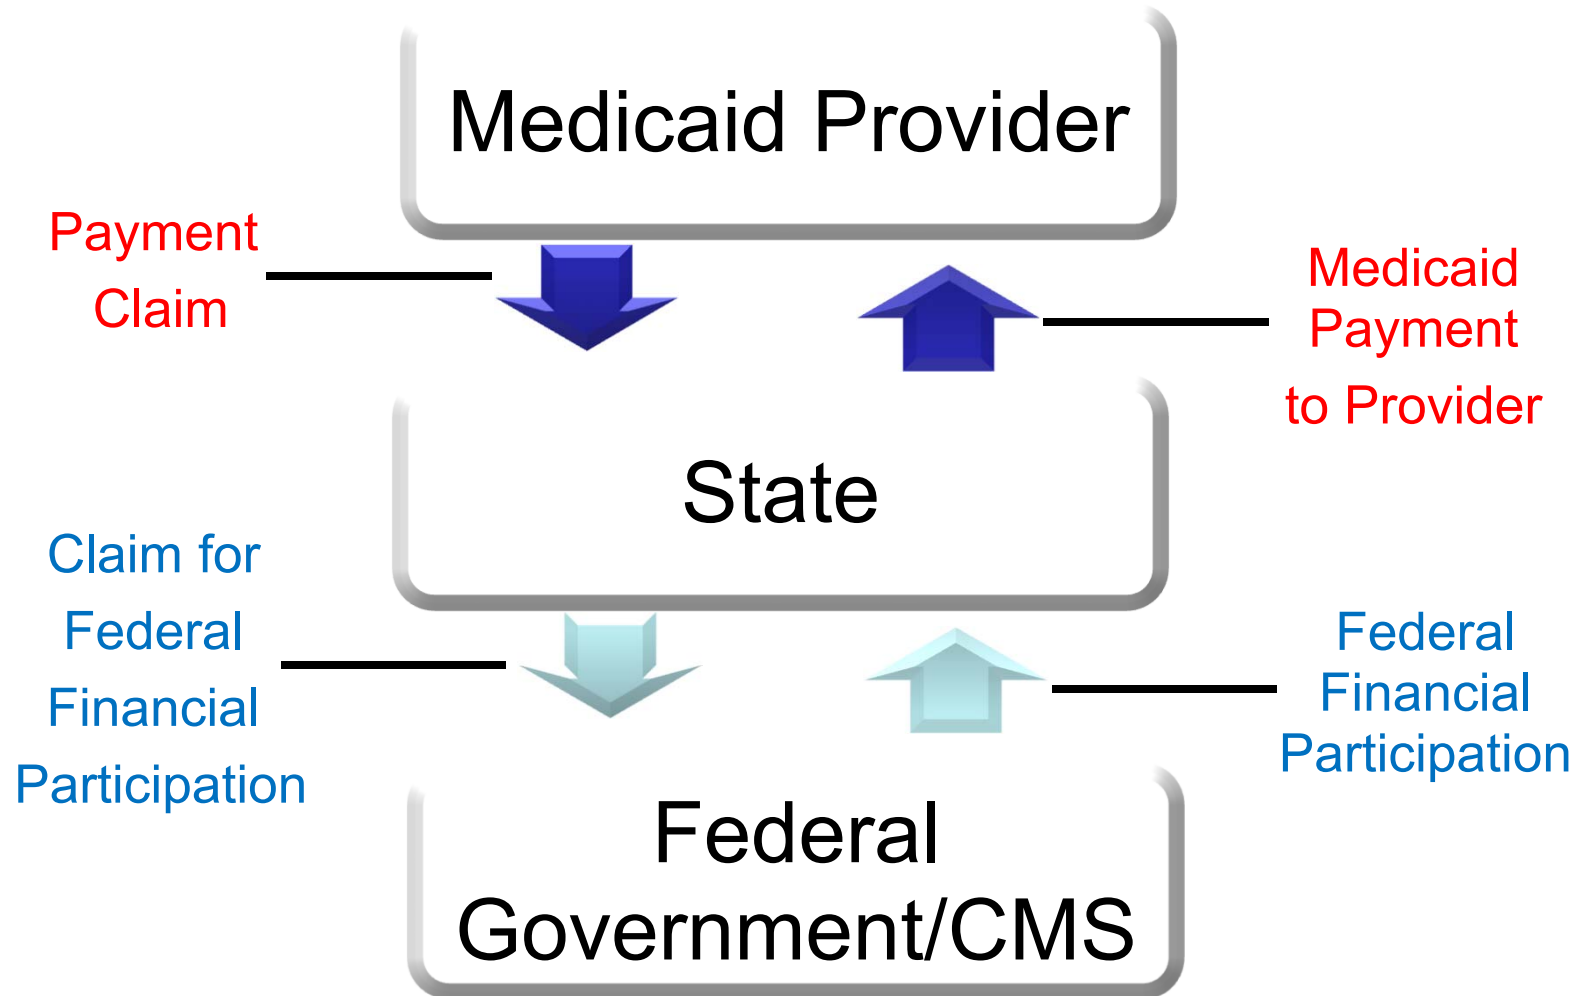 Medicaid Provider
Payment
Claim
Medicaid
Payment
to Provider
State
Claim for
Federal
Financial
Participation
Federal
Financial
Participation
Federal
Government/CMS